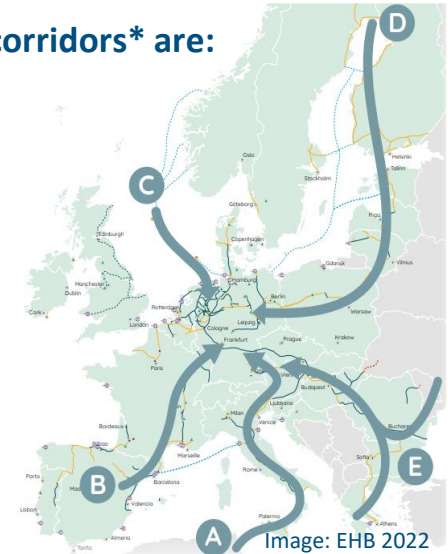 corridors* are:
D
Oslo
Helsinki
Tallinn
Stockholm
C
Göteborg
Riga
Edinburgh
Copenhagen
Vilnius
Gdansk
Dublin
Manchester
Hamburg
Cork
Berlin
Rotterdam
Warsaw
London
Leipzig
Cologne
Frankfurt
Prague
Krakow
Paris
Budapest
Ljubljana
Milan
Venice
Bordeaux
Bilbao
Marseille
Sofia
E
B
Barcelona
Rome
Porto
Valencia
Lisbon
Palermo
Athens
Almeria
Tarifa
A
Image: EHB 2022